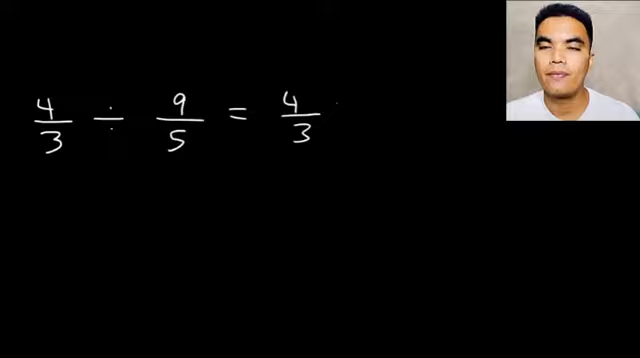 4/3 ÷ 9/5 = 4/3